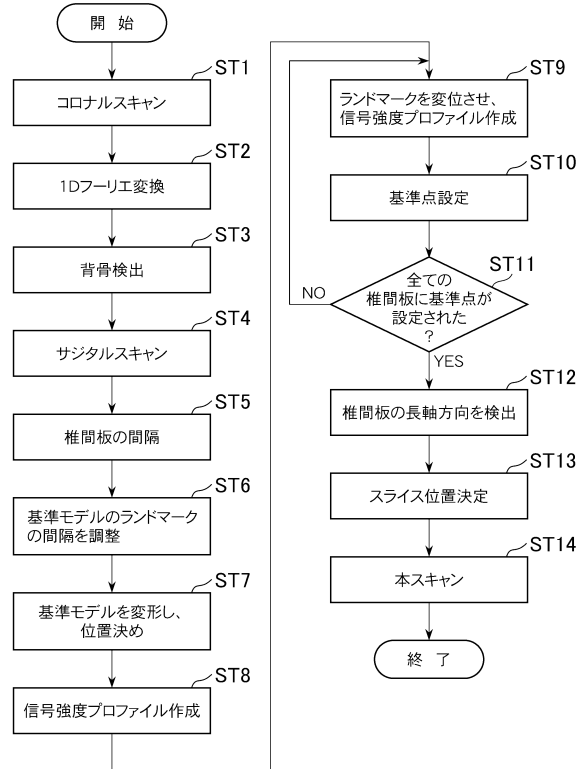 開 始
ST1
コロナルスキャン
ST2
1Dフーリエ変換
ST3
背骨検出
ST4
サジタルスキャン
ST5
椎間板の間隔
ST6
基準モデルのランドマーク
の間隔を調整
ST7
基準モデルを変形し、
位置決め
ST8
信号強度プロファイル作成
ST9
ランドマークを変位させ、
信号強度プロファイル作成
ST10
基準点設定
ST11
全ての
椎間板に基準点が
設定された
?
NO
YES
ST12
椎間板の長軸方向を検出
ST13
スライス位置決定
ST14
本スキャン
終 了